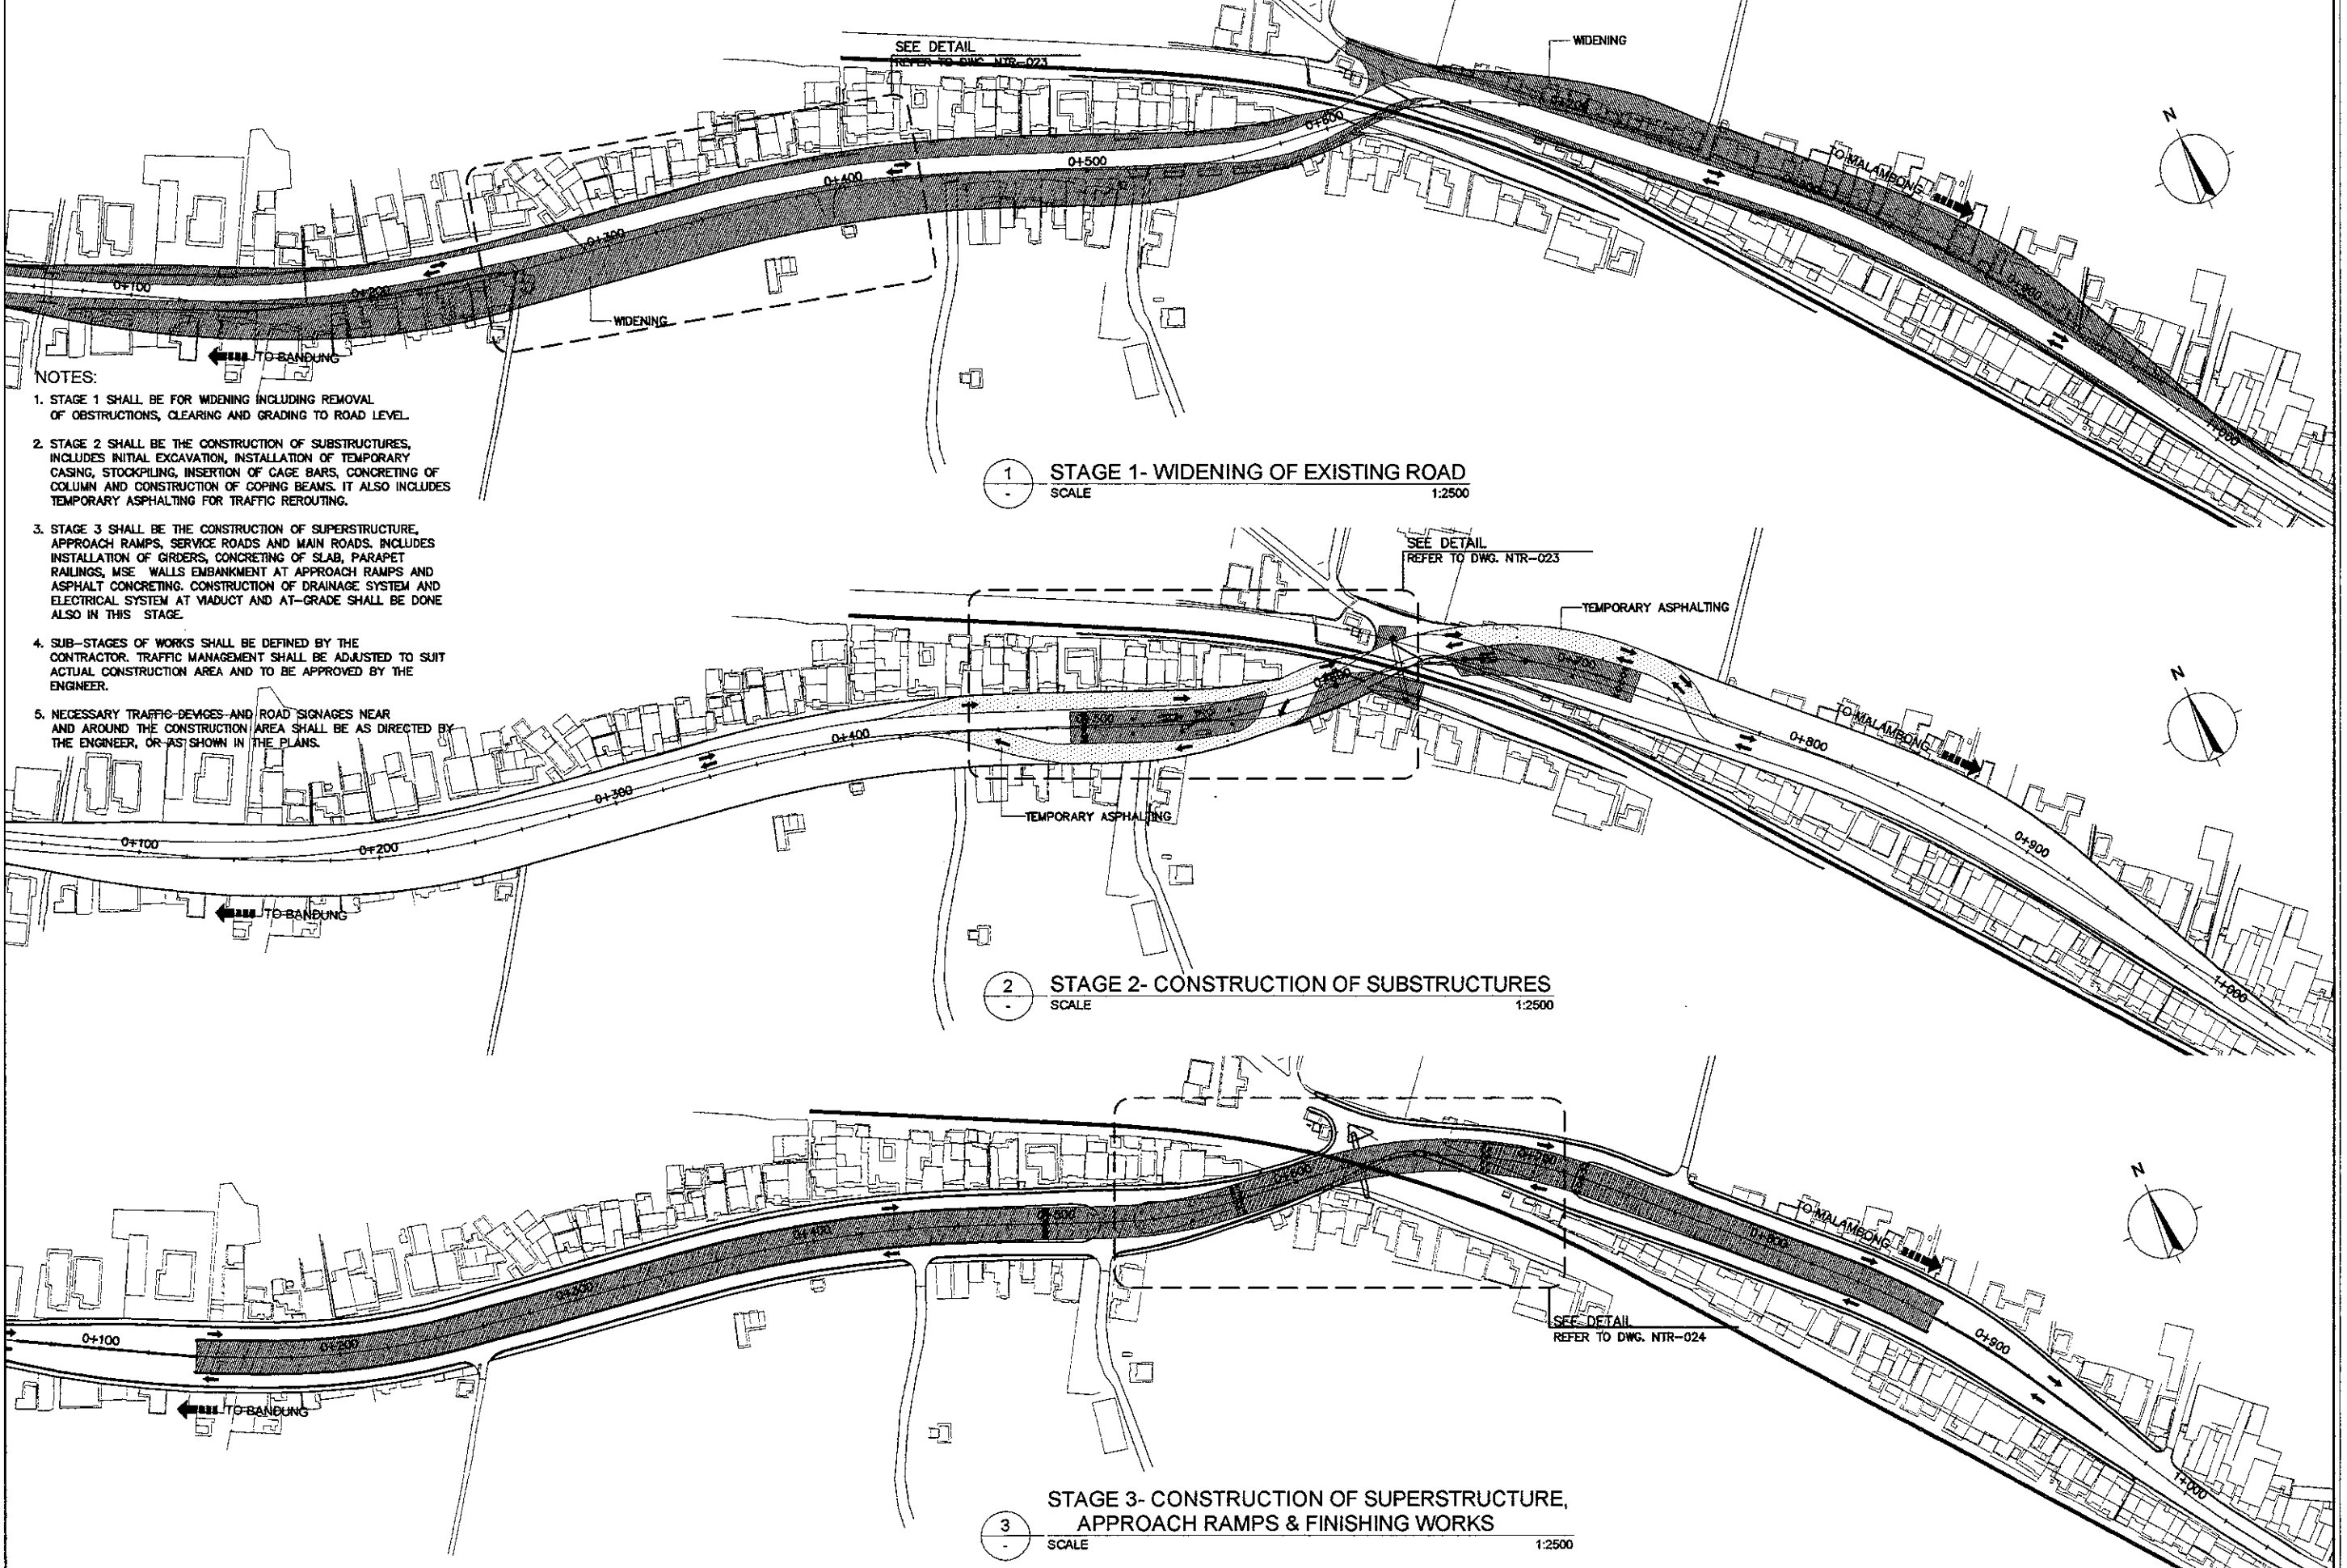 SEE DETAIL
REFER TO DWG. NTR-023
WIDENING
N
TO MALAMBONG
0+600
0+500
0+400
0+300
0+200
0+100
0+900
1+000
WIDENING
TO BANDUNG
NOTES:
1. STAGE 1 SHALL BE FOR WIDENING INCLUDING REMOVAL
OF OBSTRUCTIONS, CLEARING AND GRADING TO ROAD LEVEL.
2. STAGE 2 SHALL BE THE CONSTRUCTION OF SUBSTRUCTURES,
INCLUDES INITIAL EXCAVATION, INSTALLATION OF TEMPORARY
CASING, STOCKPILING, INSERTION OF CAGE BARS, CONCRETING OF
COLUMN AND CONSTRUCTION OF COPING BEAMS. IT ALSO INCLUDES
TEMPORARY ASPHALTING FOR TRAFFIC REROUTING.
3. STAGE 3 SHALL BE THE CONSTRUCTION OF SUPERSTRUCTURE,
APPROACH RAMPS, SERVICE ROADS AND MAIN ROADS. INCLUDES
INSTALLATION OF GIRDERS, CONCRETING OF SLAB, PARAPET
RAILINGS, MSE WALLS EMBANKMENT AT APPROACH RAMPS AND
ASPHALT CONCRETING. CONSTRUCTION OF DRAINAGE SYSTEM AND
ELECTRICAL SYSTEM AT VIADUCT AND AT-GRADE SHALL BE DONE
ALSO IN THIS STAGE.
4. SUB-STAGES OF WORKS SHALL BE DEFINED BY THE
CONTRACTOR. TRAFFIC MANAGEMENT SHALL BE ADJUSTED TO SUIT
ACTUAL CONSTRUCTION AREA AND TO BE APPROVED BY THE
ENGINEER.
5. NECESSARY TRAFFIC DEVICES AND ROAD SIGNAGES NEAR
AND AROUND THE CONSTRUCTION AREA SHALL BE AS DIRECTED BY
THE ENGINEER, OR AS SHOWN IN THE PLANS.
1 STAGE 1- WIDENING OF EXISTING ROAD
- SCALE 1:2500
SEE DETAIL
REFER TO DWG. NTR-023
TEMPORARY ASPHALTING
N
0+700
TO MALAMBONG
0+600
0+500
0+400
0+800
0+300
TEMPORARY ASPHALTING
0+100
0+200
0+900
TO BANDUNG
1+000
2 STAGE 2- CONSTRUCTION OF SUBSTRUCTURES
- SCALE 1:2500
N
0+700
0+600
0+500
TO MALAMBONG
0+400
0+800
0+300
SEE DETAIL
REFER TO DWG. NTR-024
0+100
0+200
0+900
TO BANDUNG
1+000
STAGE 3- CONSTRUCTION OF SUPERSTRUCTURE,
3 APPROACH RAMPS & FINISHING WORKS
- SCALE 1:2500